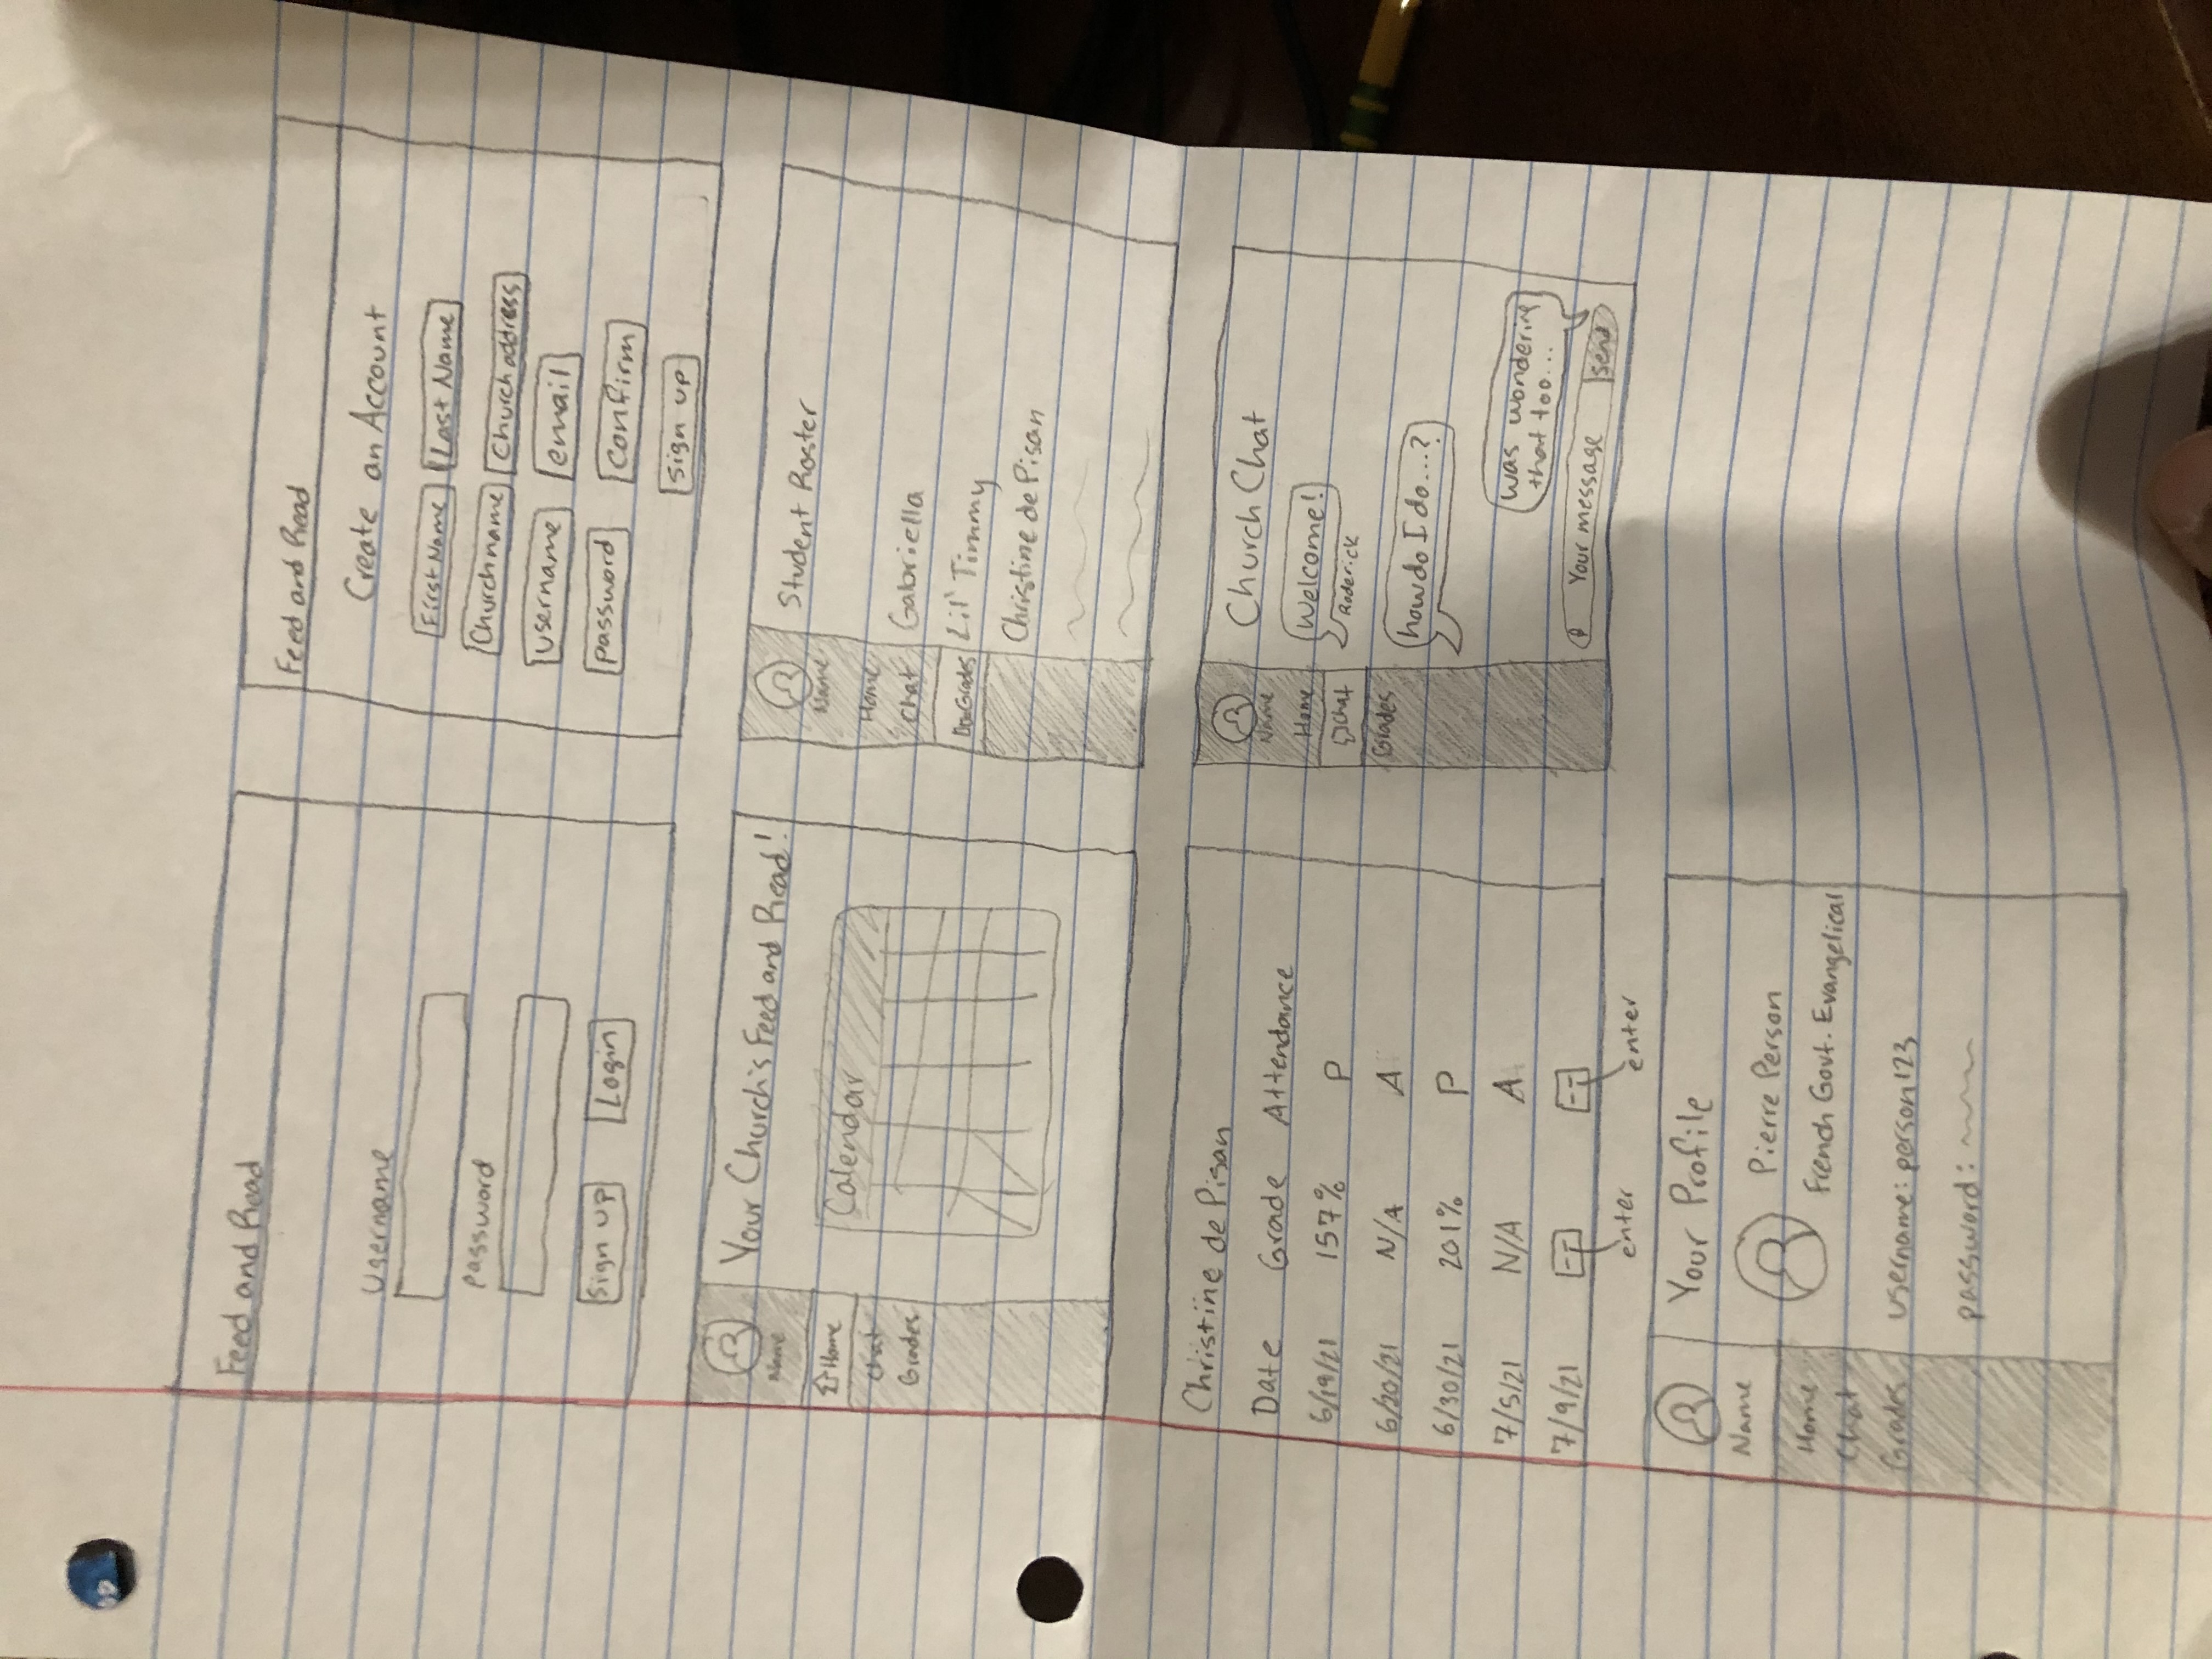 Feed and Read
username
password
Sign up Login
Feed and Read
Create an Account
First Name Last Name
Church name Church address
username email
password confirm
sign up
Name
Home
Chat
Grades
Your Church's Feed and Read!
Calendar
Name
Home
Chat
Grades
Student Roster
Gabriella
Lil' Timmy
Christine de Pisan
Christine de Pisan
Date Grade Attendance
6/19/21 157% P
6/20/21 N/A A
6/30/21 201% P
7/5/21 N/A A
7/9/21 -- --
enter enter
Name
Home
Chat
Grades
Church Chat
Welcome!
Roderick
how do I do...?
was wondering
that too...
Your message send
Name
Home
Chat
Grades
Your Profile
Pierre Person
French Govt. Evangelical
username: person123
password: